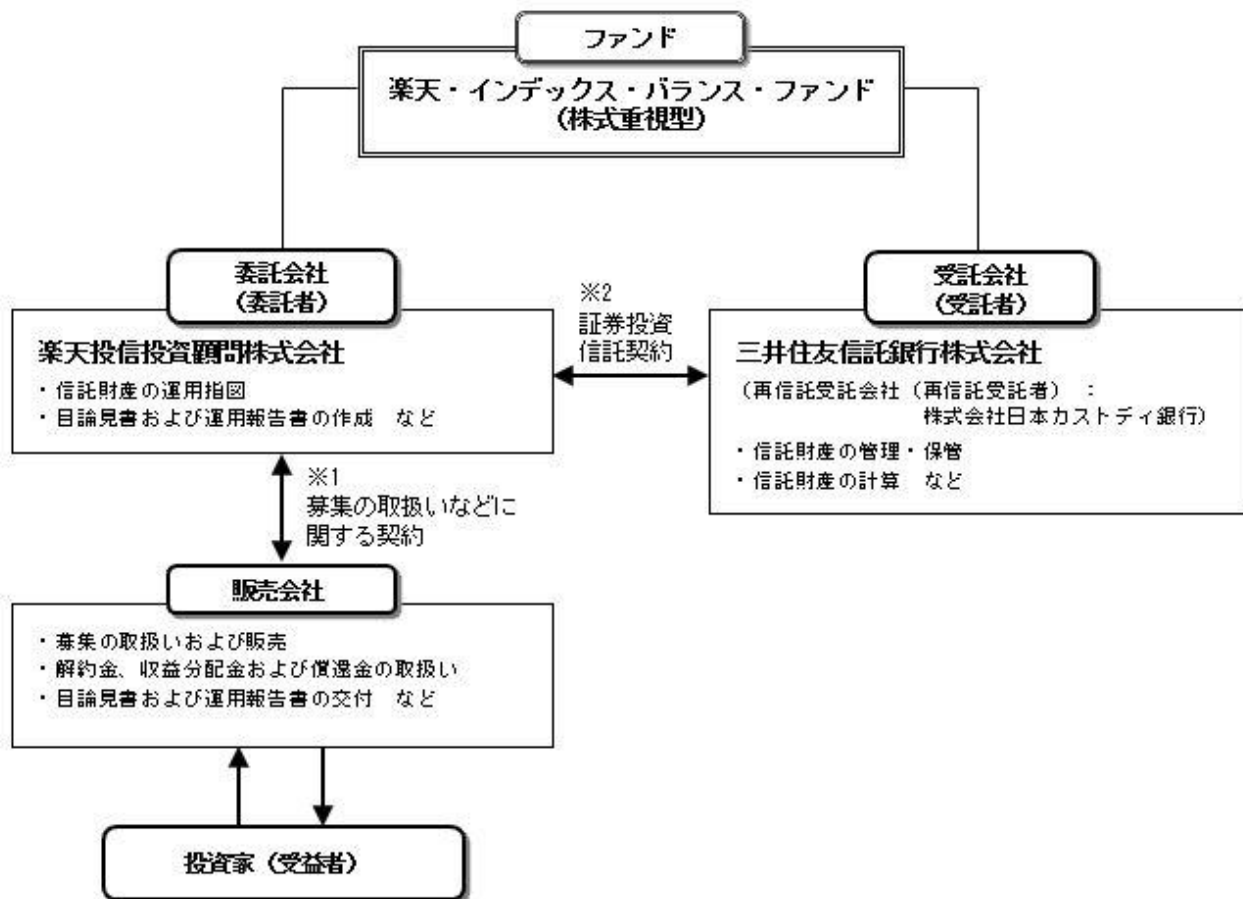 ファンド
楽天・インデックス・バランス・ファンド
(株式重視型)
委託会社
(委託者)
楽天投信投資顧問株式会社
・信託財産の運用指図
・目論見書および運用報告書の作成 など
※2
証券投資
信託契約
受託会社
(受託者)
三井住友信託銀行株式会社
(再信託受託会社(再信託受託者) :
株式会社日本カストディ銀行)
・信託財産の管理・保管
・信託財産の計算 など
※1
募集の取扱いなどに
関する契約
販売会社
・募集の取扱いおよび販売
・解約金、収益分配金および償還金の取扱い
・目論見書および運用報告書の交付 など
投資家(受益者)